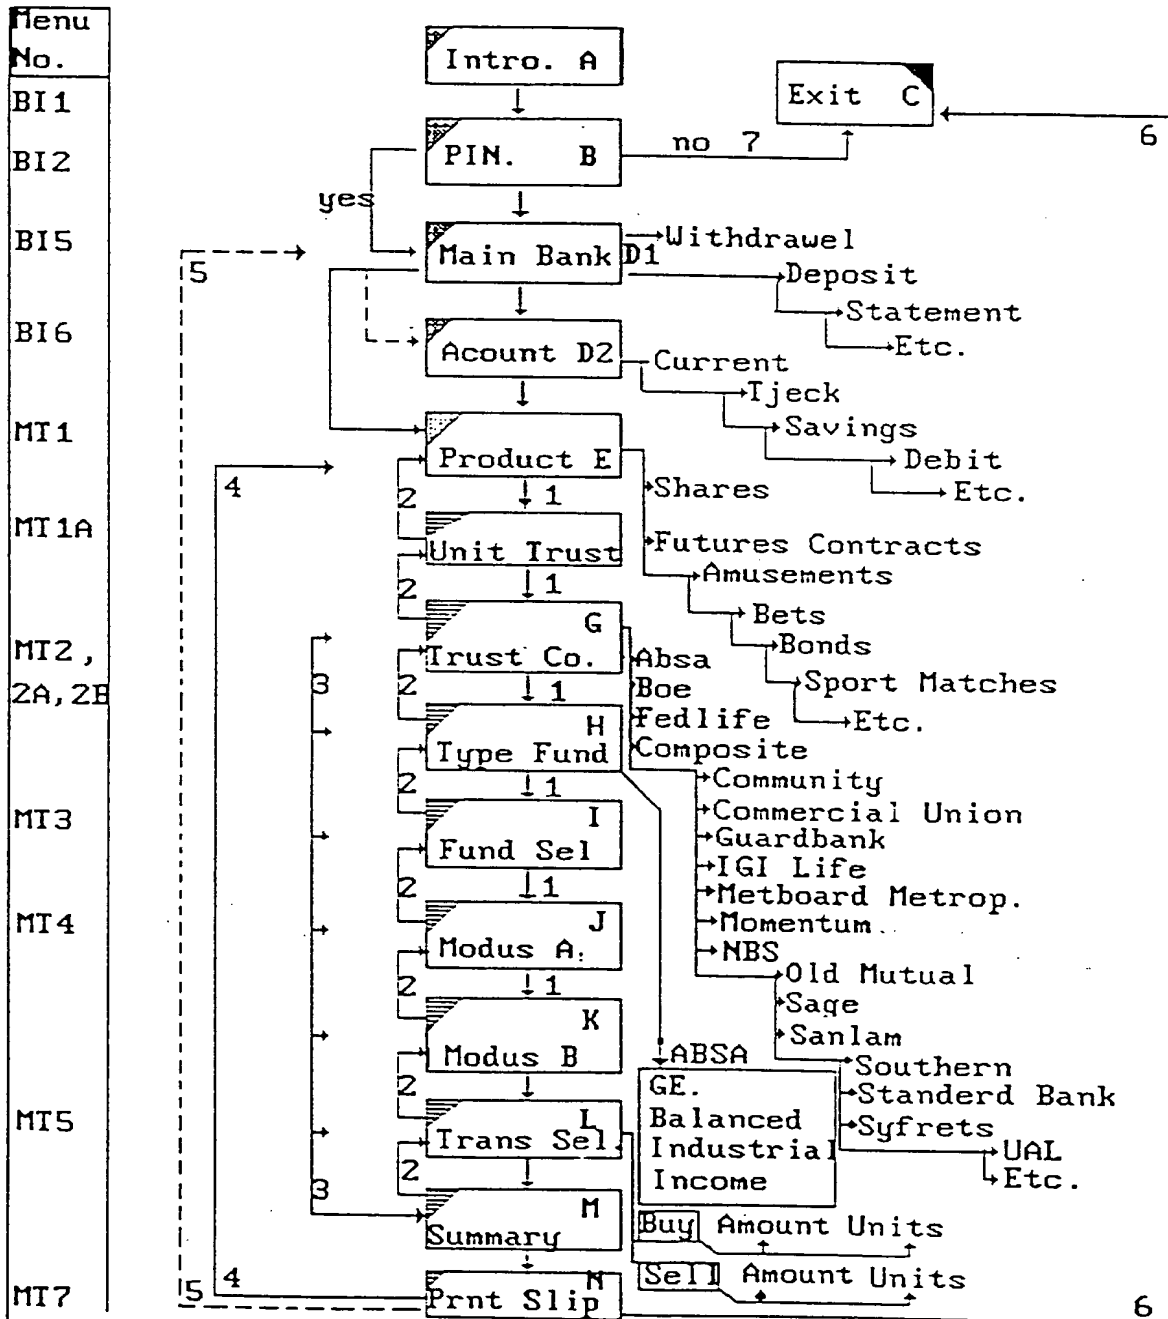 Menu
No.
BI1
BI2
BI5
BI6
MT1
MT1A
MT2,
2A,2B
MT3
MT4
MT5
MT7
Intro. A
Exit C
6
PIN. B
no 7
yes
Main Bank D1
Withdrawel
Deposit
Statement
Etc.
5
Acount D2
Current
Tjeck
Savings
Debit
Etc.
Product E
4
2
1
Shares
Futures Contracts
Amusements
Bets
Bonds
Sport Matches
Etc.
Unit Trust
2
1
G
Trust Co.
2
1
3
Absa
Boe
Fedlife
Composite
Community
Commercial Union
Guardbank
IGI Life
Metboard Metrop.
Momentum
NBS
Old Mutual
Sage
Sanlam
Southern
Standerd Bank
Syfrets
UAL
Etc.
H
Type Fund
2
1
I
Fund Sel
2
1
J
Modus A.
2
1
K
Modus B
2
ABSA
GE.
Balanced
Industrial
Income
L
Trans Sel.
2
3
M
Summary
Buy Amount Units
Sell Amount Units
N
Prnt Slip
4
5
6